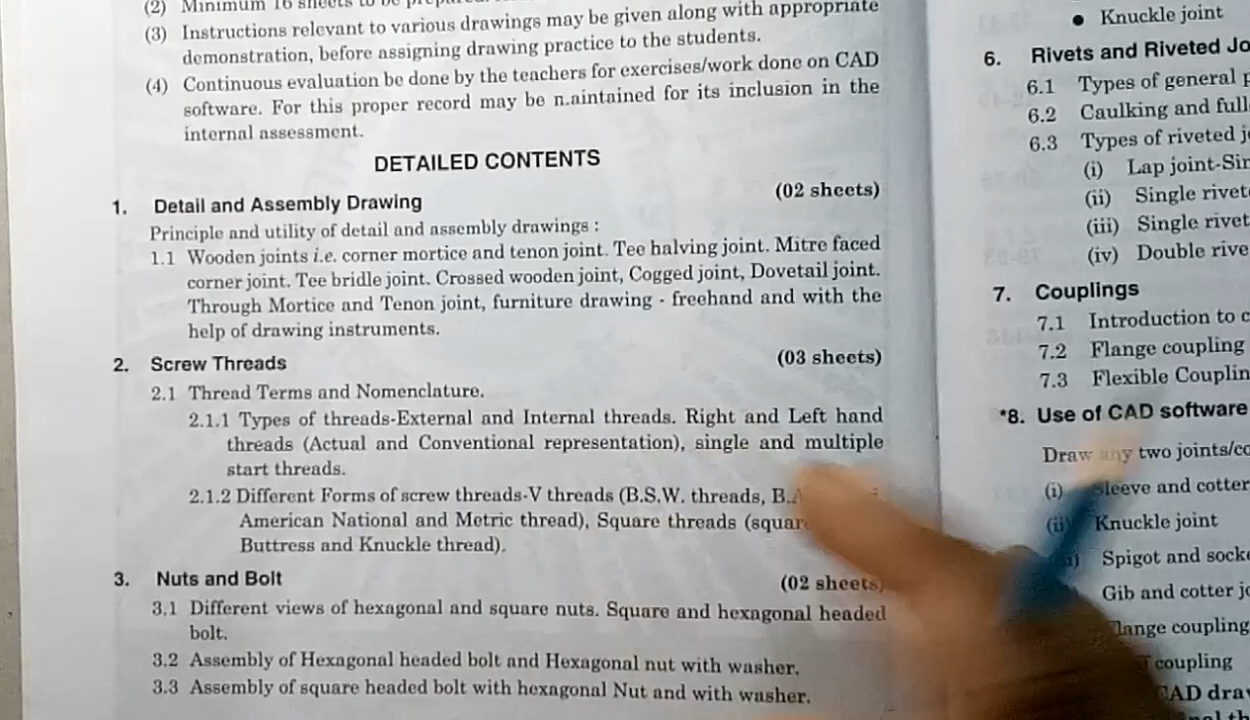 (2) Minimum 16 sheets to be
(3) Instructions relevant to various drawings may be given along with appropriate
demonstration, before assigning drawing practice to the students.
(4) Continuous evaluation be done by the teachers for exercises/work done on CAD
software. For this proper record may be n.aintained for its inclusion in the
internal assessment.
DETAILED CONTENTS
1. Detail and Assembly Drawing (02 sheets)
Principle and utility of detail and assembly drawings :
1.1 Wooden joints i.e. corner mortice and tenon joint. Tee halving joint. Mitre faced
corner joint. Tee bridle joint. Crossed wooden joint, Cogged joint, Dovetail joint.
Through Mortice and Tenon joint, furniture drawing - freehand and with the
help of drawing instruments.
2. Screw Threads (03 sheets)
2.1 Thread Terms and Nomenclature.
2.1.1 Types of threads-External and Internal threads. Right and Left hand
threads (Actual and Conventional representation), single and multiple
start threads.
2.1.2 Different Forms of screw threads-V threads (B.S.W. threads,
American National and Metric thread), Square threads
Buttress and Knuckle thread).
3. Nuts and Bolt (02 sheets)
3.1 Different views of hexagonal and square nuts. Square and hexagonal headed
bolt.
3.2 Assembly of Hexagonal headed bolt and Hexagonal nut with washer.
3.3 Assembly of square headed bolt with hexagonal Nut and with washer.
• Knuckle joint
6. Rivets and Riveted
6.1 Types of general
6.2 Caulking and
6.3 Types of riveted
(i) Lap joint-
(ii) Single
(iii) Single
(iv) Double
7. Couplings
7.1 Introduction to
7.2 Flange coupling
7.3 Flexible
*8. Use of CAD software
Draw any two
(i) Sleeve and cotter
(ii) Knuckle joint
Spigot and
Gib and cotter
coupling
coupling
CAD